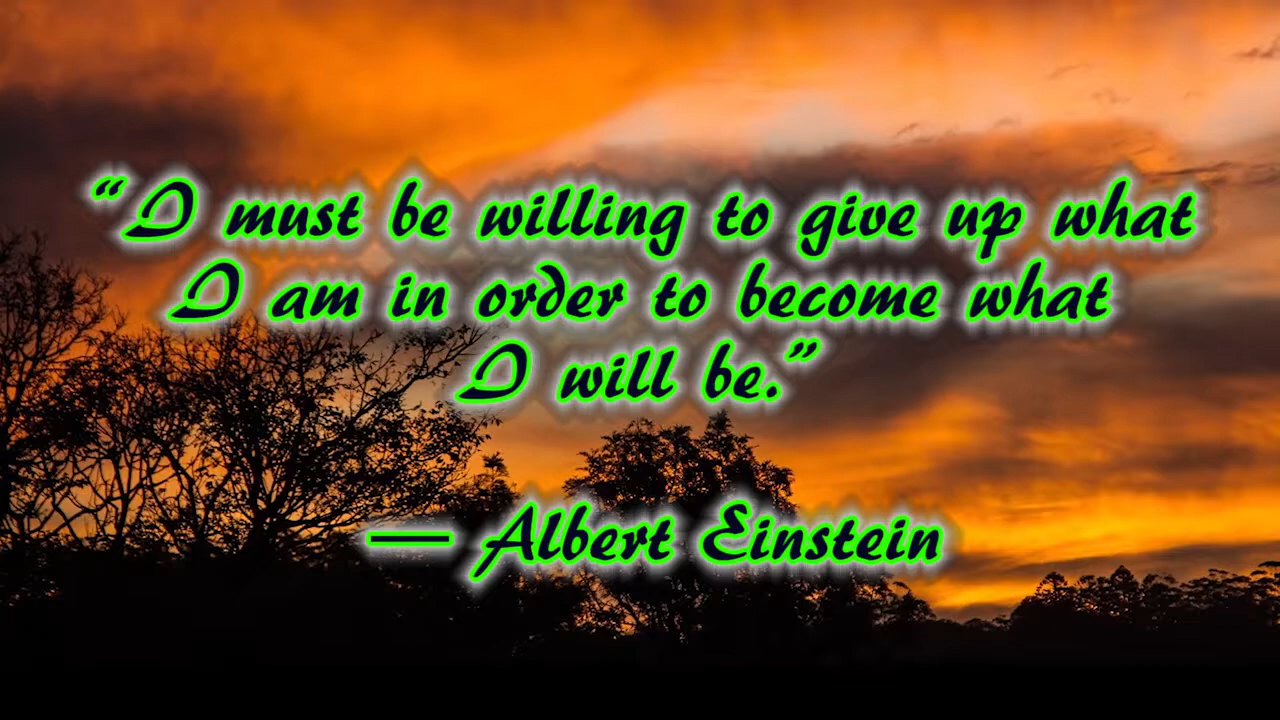 “I must be willing to give up what
I am in order to become what
I will be.”
— Albert Einstein